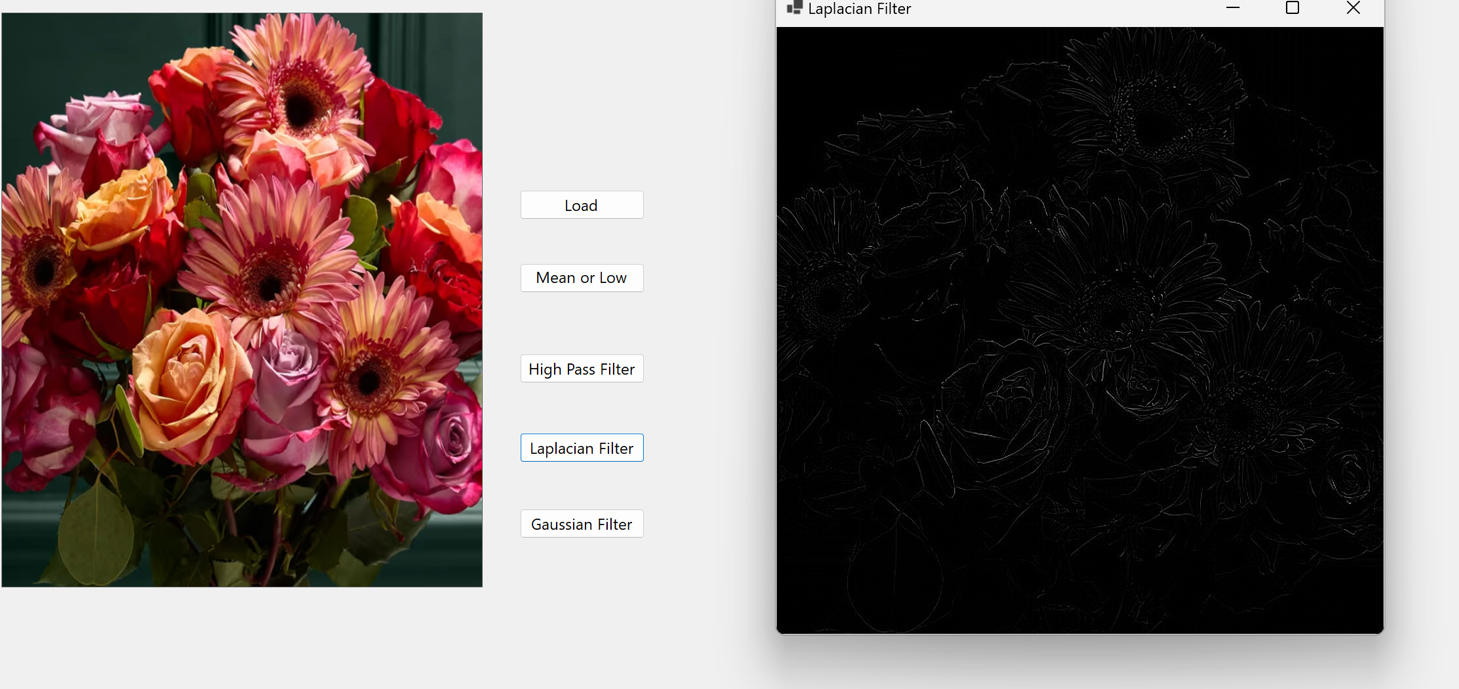 Laplacian Filter
Load
Mean or Low
High Pass Filter
Laplacian Filter
Gaussian Filter